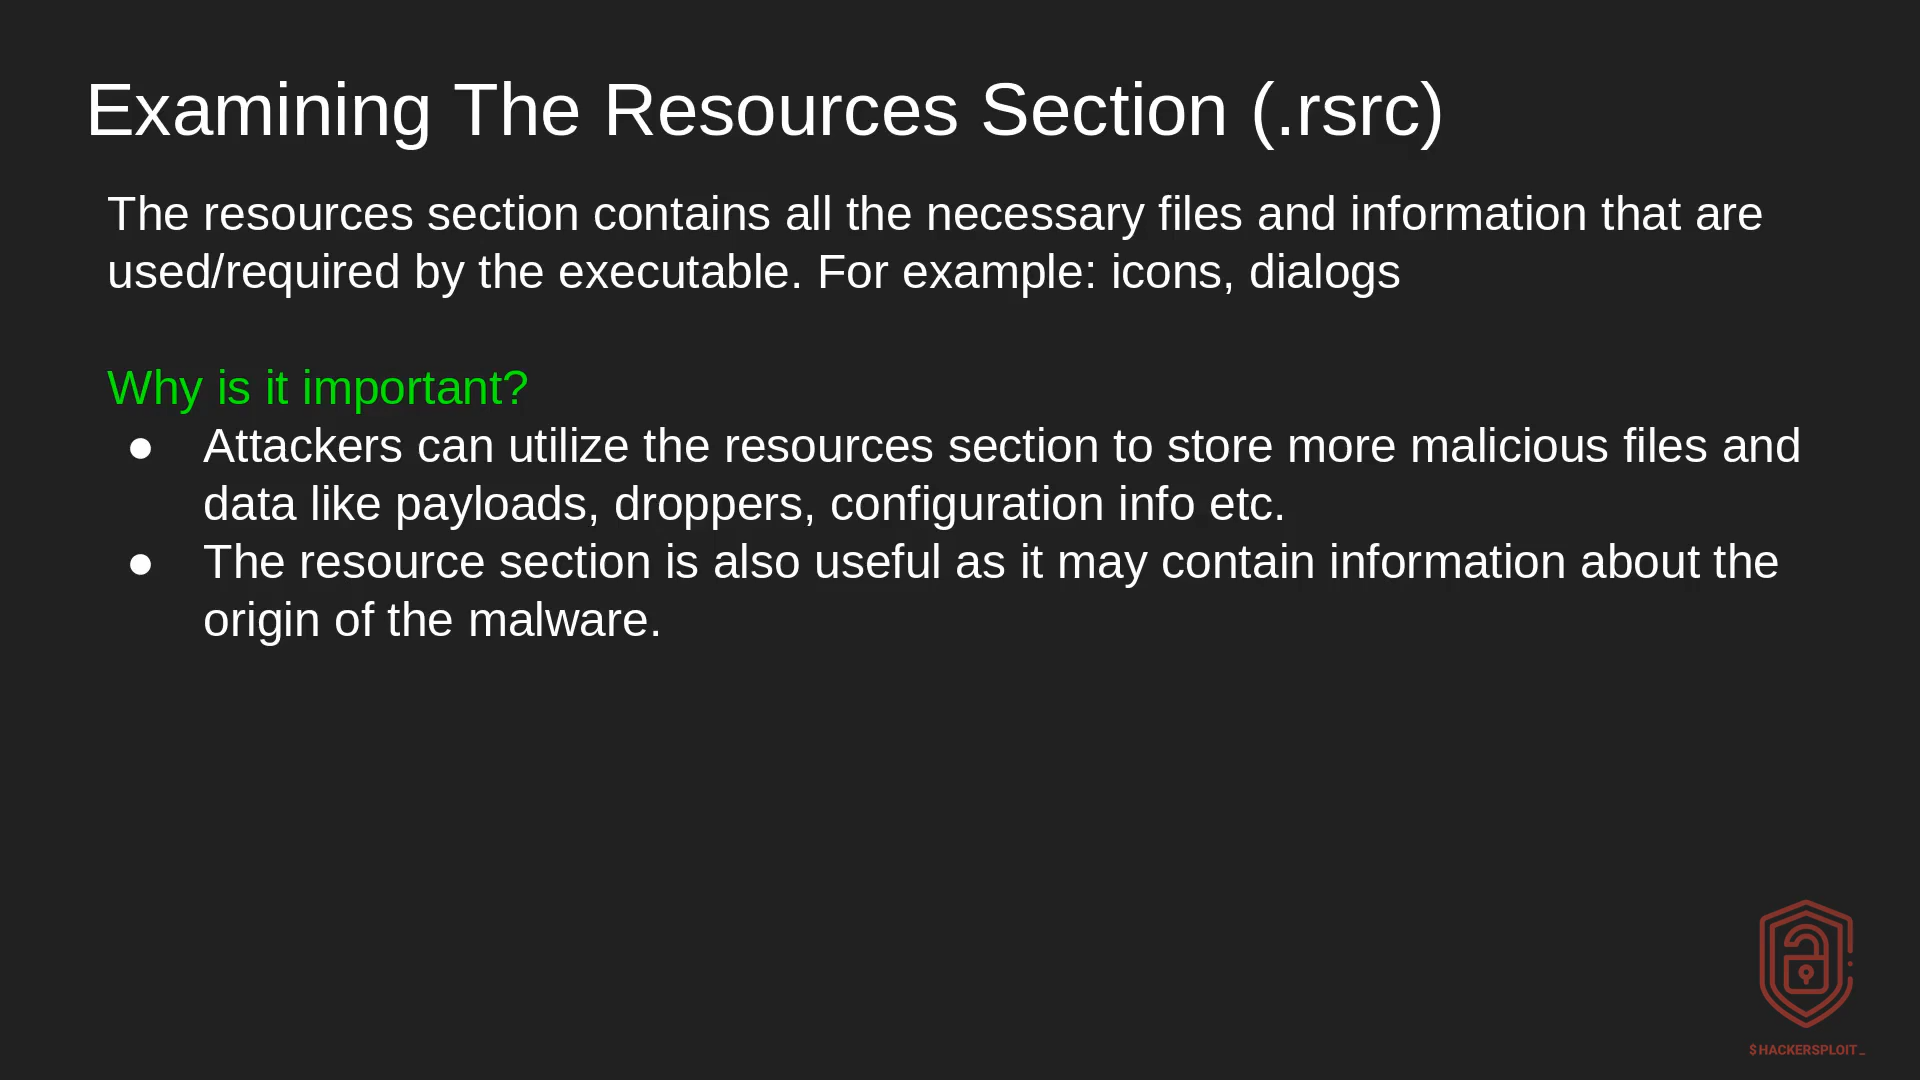 Examining The Resources Section (.rsrc)
The resources section contains all the necessary files and information that are
used/required by the executable. For example: icons, dialogs
Why is it important?
● Attackers can utilize the resources section to store more malicious files and
data like payloads, droppers, configuration info etc.
● The resource section is also useful as it may contain information about the
origin of the malware.
$HACKERSPLOIT_